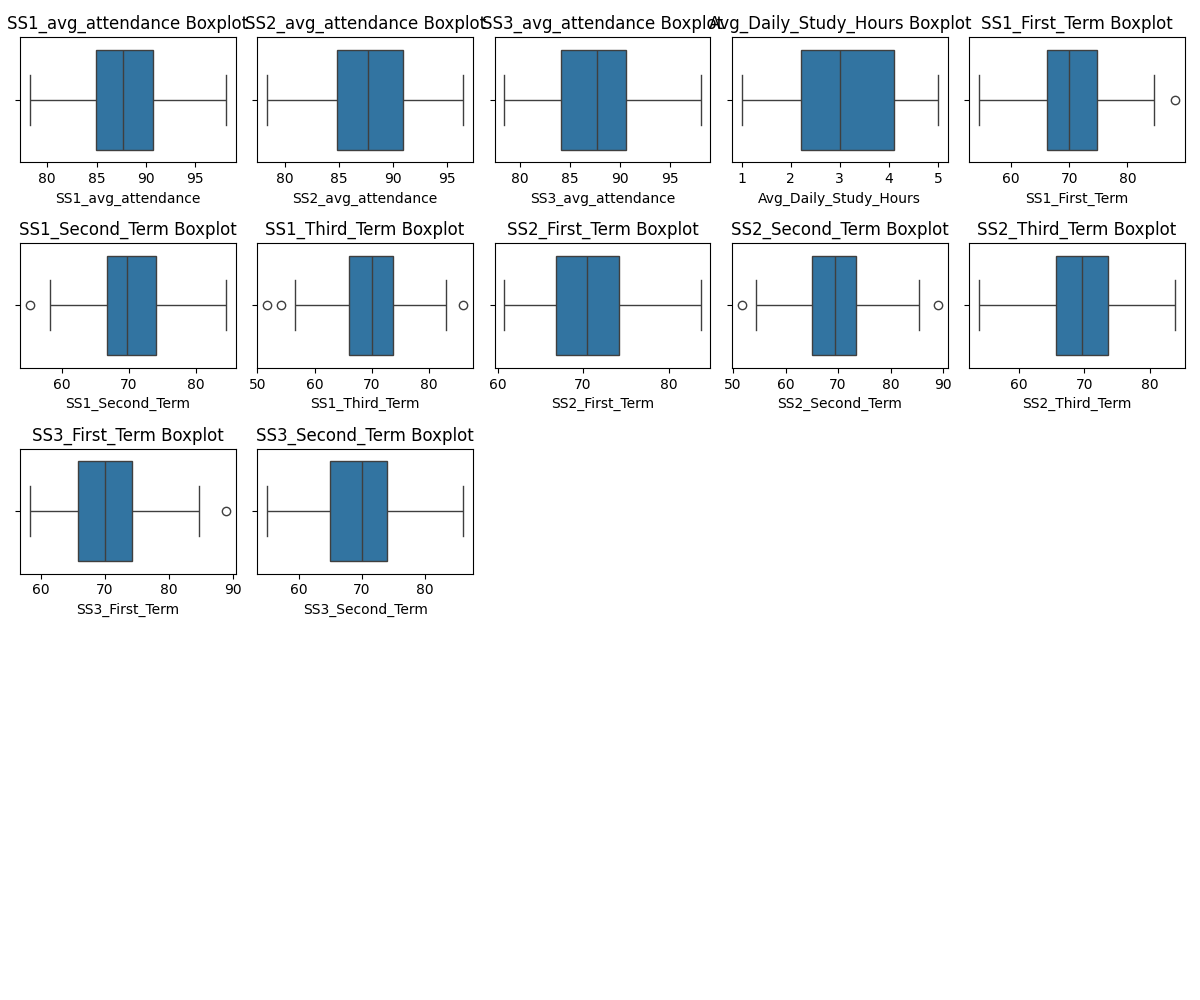 SS1_avg_attendance Boxplot
SS2_avg_attendance Boxplot
SS3_avg_attendance Boxplot
Avg_Daily_Study_Hours Boxplot
SS1_First_Term Boxplot
80 85 90 95
80 85 90 95
80 85 90 95
1 2 3 4 5
60 70 80
SS1_avg_attendance
SS2_avg_attendance
SS3_avg_attendance
Avg_Daily_Study_Hours
SS1_First_Term
SS1_Second_Term Boxplot
SS1_Third_Term Boxplot
SS2_First_Term Boxplot
SS2_Second_Term Boxplot
SS2_Third_Term Boxplot
60 70 80
50 60 70 80
60 70 80
50 60 70 80 90
60 70 80
SS1_Second_Term
SS1_Third_Term
SS2_First_Term
SS2_Second_Term
SS2_Third_Term
SS3_First_Term Boxplot
SS3_Second_Term Boxplot
60 70 80 90
60 70 80
SS3_First_Term
SS3_Second_Term